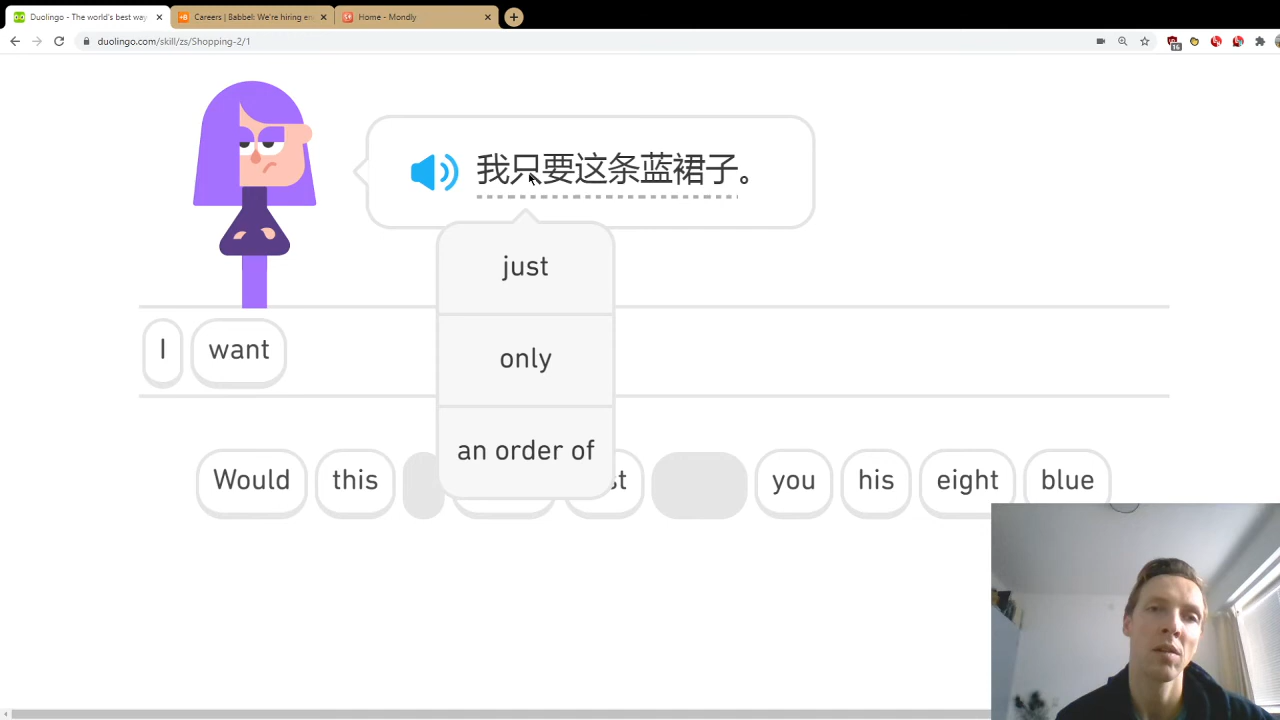 Duolingo - The world's best way
Careers | Babbel: We're hiring en
Home - Mondly
duolingo.com/skill/zs/Shopping-2/1
16
我只要这条蓝裙子。
just
only
an order of
I want
Would this you his eight blue